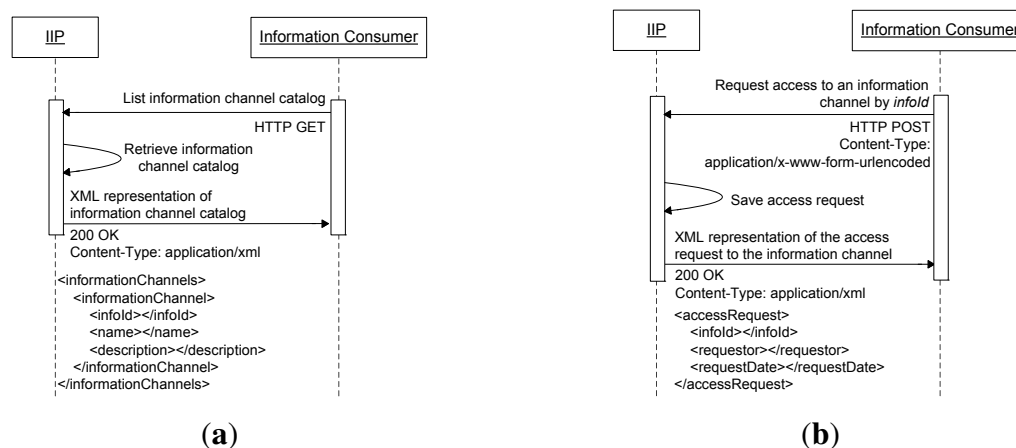 IIP
Information Consumer
List information channel catalog
HTTP GET
Retrieve information
channel catalog
XML representation of
information channel catalog
200 OK
Content-Type: application/xml
<informationChannels>
<informationChannel>
<infoId></infoId>
<name></name>
<description></description>
</informationChannel>
</informationChannels>
(a)
IIP
Information Consumer
Request access to an information
channel by infoId
HTTP POST
Content-Type:
application/x-www-form-urlencoded
Save access request
XML representation of the access
request to the information channel
200 OK
Content-Type: application/xml
<accessRequest>
<infoId></infoId>
<requestor></requestor>
<requestDate></requestDate>
</accessRequest>
(b)